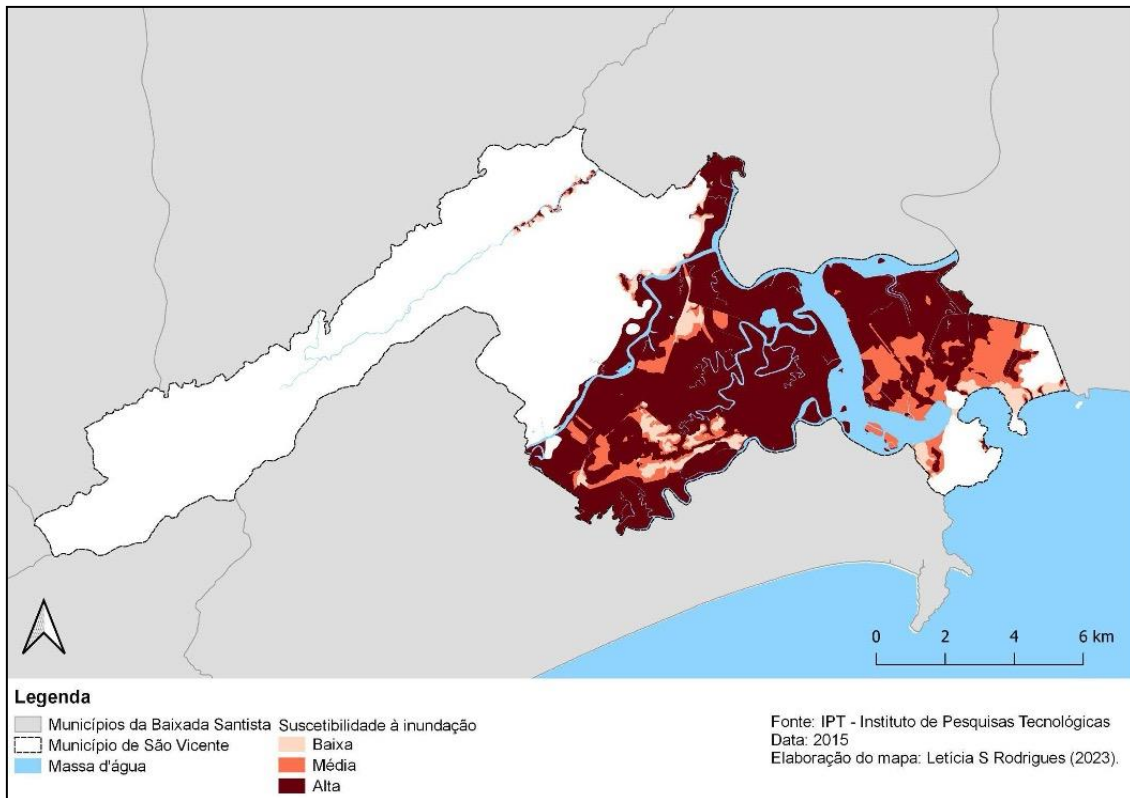 0 2 4 6 km
Legenda
Municípios da Baixada Santista
Município de São Vicente
Massa d'água
Suscetibilidade à inundação
Baixa
Média
Alta
Fonte: IPT - Instituto de Pesquisas Tecnológicas
Data: 2015
Elaboração do mapa: Letícia S Rodrigues (2023).